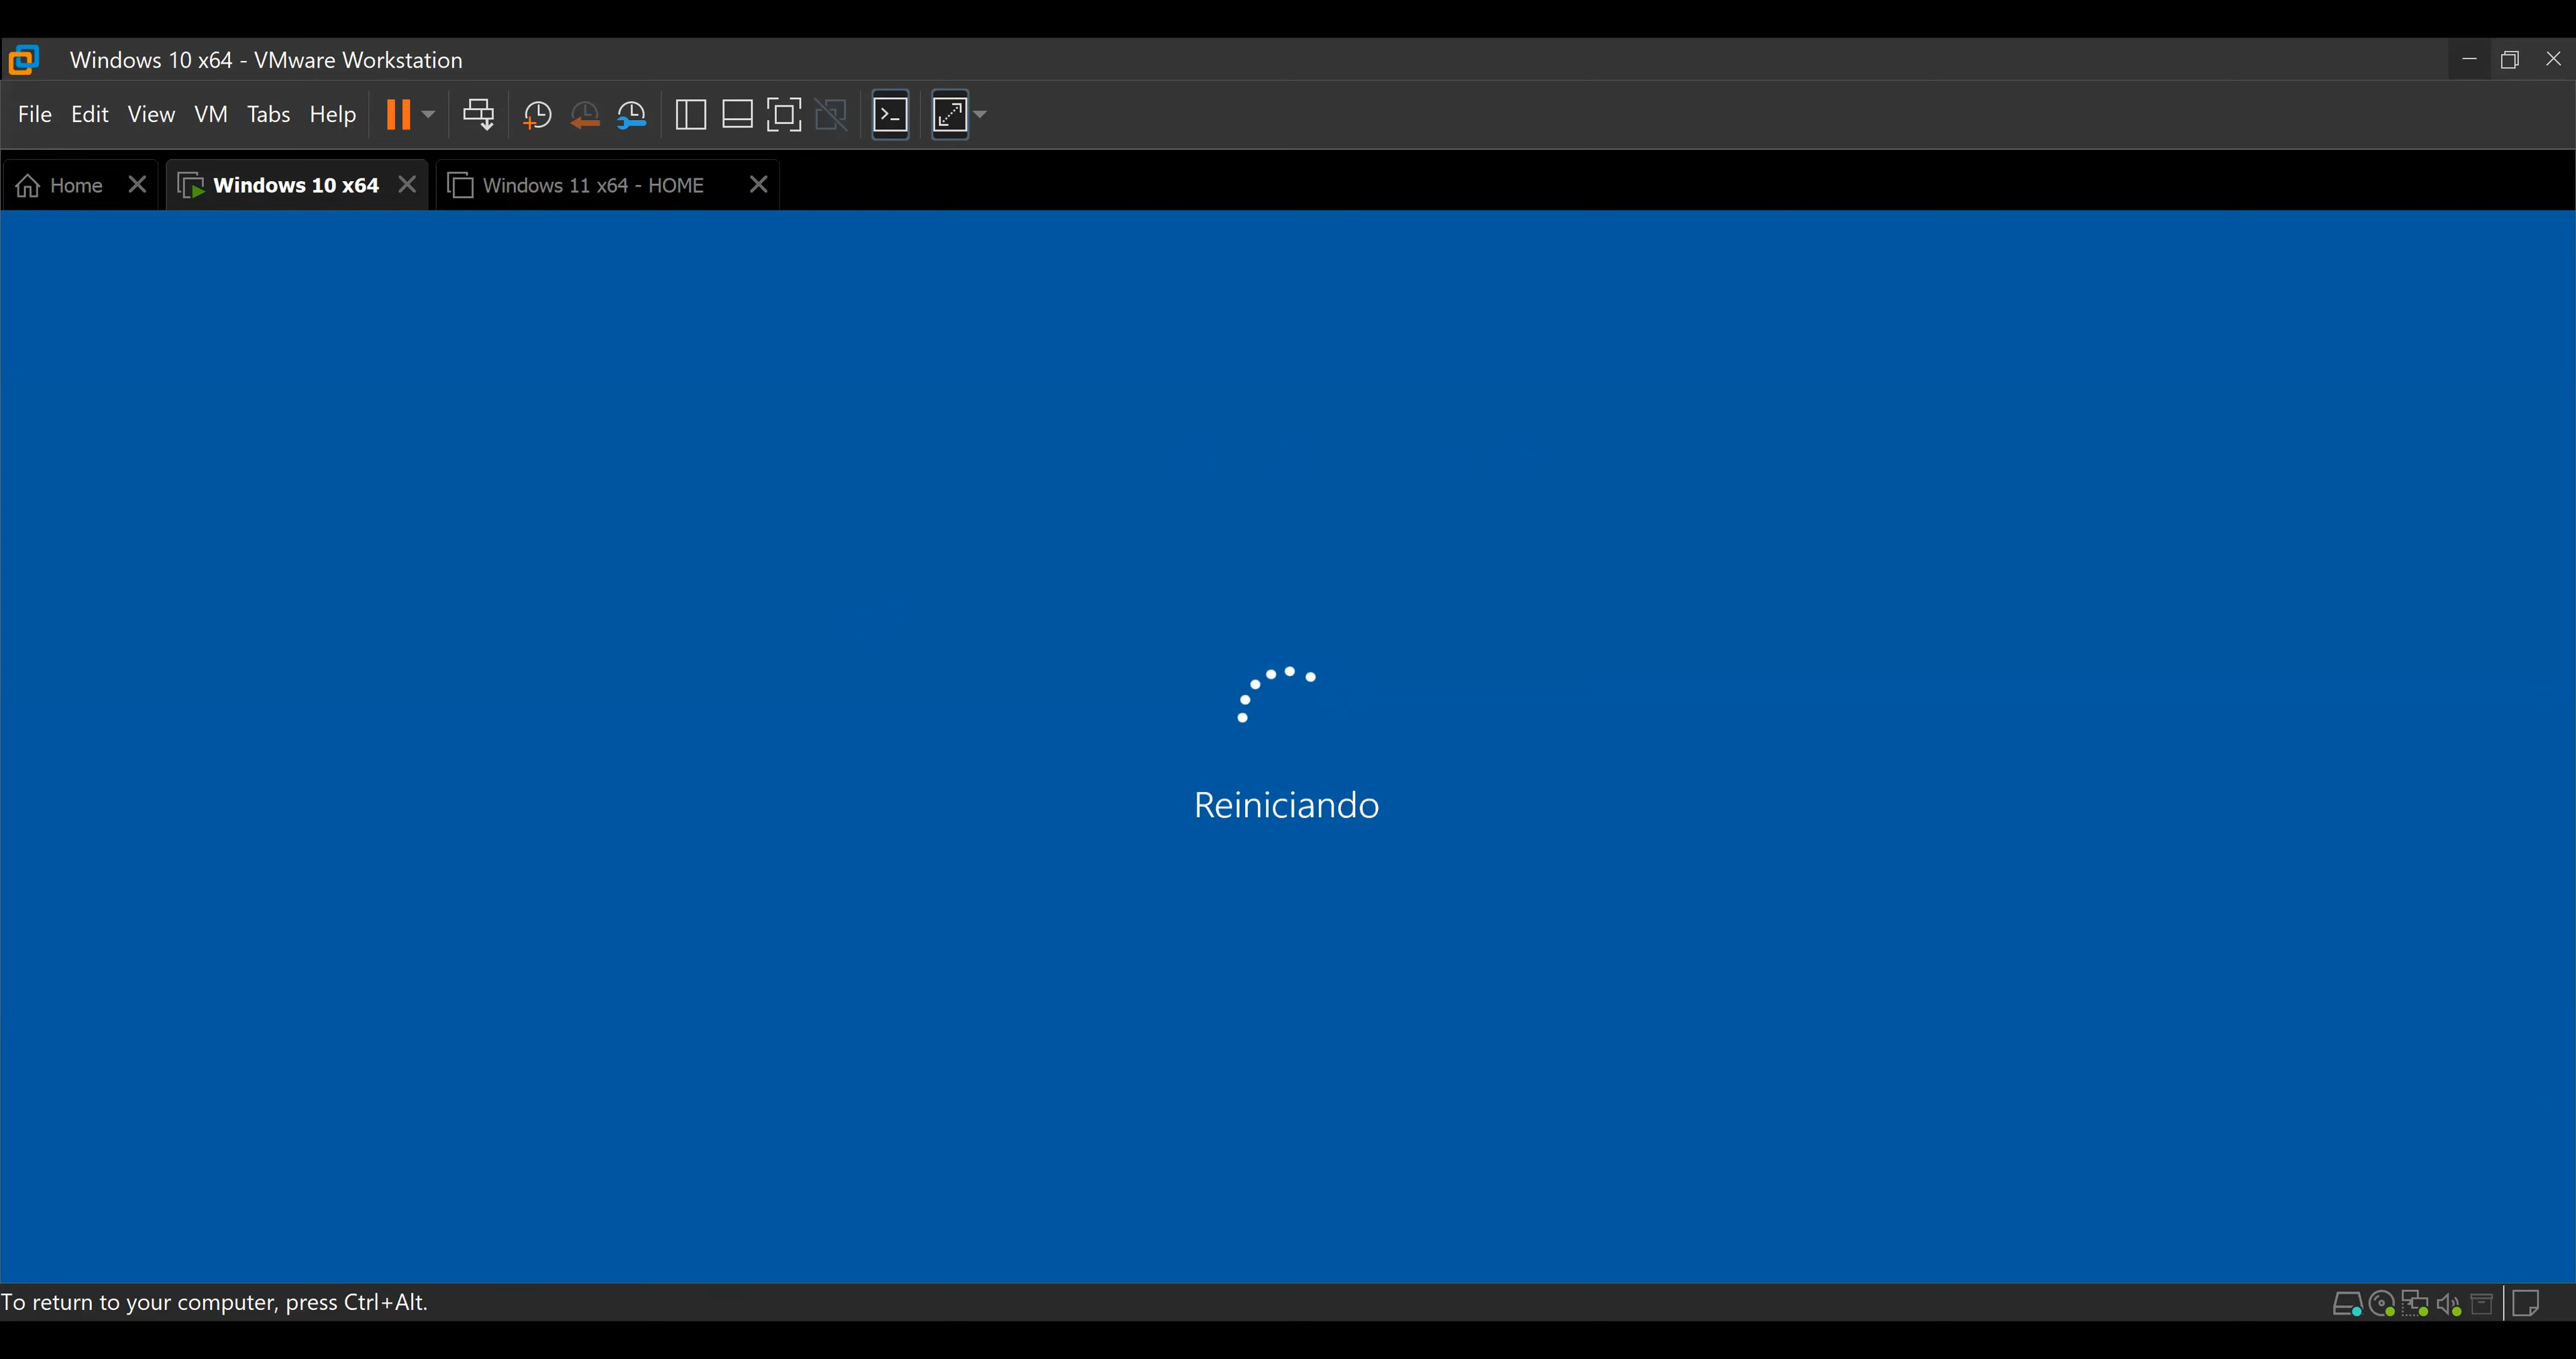 Windows 10 x64 - VMware Workstation
File Edit View VM Tabs Help
Home Windows 10 x64 Windows 11 x64 - HOME
Reiniciando
To return to your computer, press Ctrl+Alt.